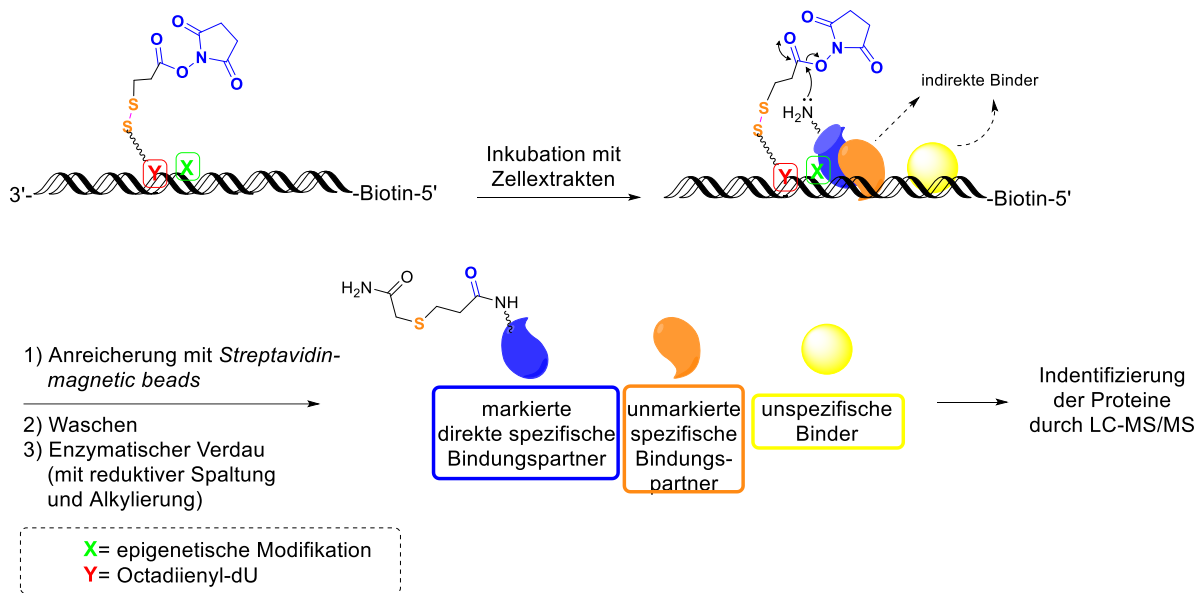 O
O
N
O
O
O
S
S
Y
X
3'-
-Biotin-5'
Inkubation mit
Zellextrakten
O
O
N
O
O
O
S
S
H₂N
indirekte Binder
Y
X
-Biotin-5'
1) Anreicherung mit Streptavidin-
magnetic beads
2) Waschen
3) Enzymatischer Verdau
(mit reduktiver Spaltung
und Alkylierung)
H₂N
O
S
O
NH
markierte
direkte spezifische
Bindungspartner
unmarkierte
spezifische
Bindungs-
partner
unspezifische
Binder
Indentifizierung
der Proteine
durch LC-MS/MS
X= epigenetische Modifikation
Y= Octadiienyl-dU